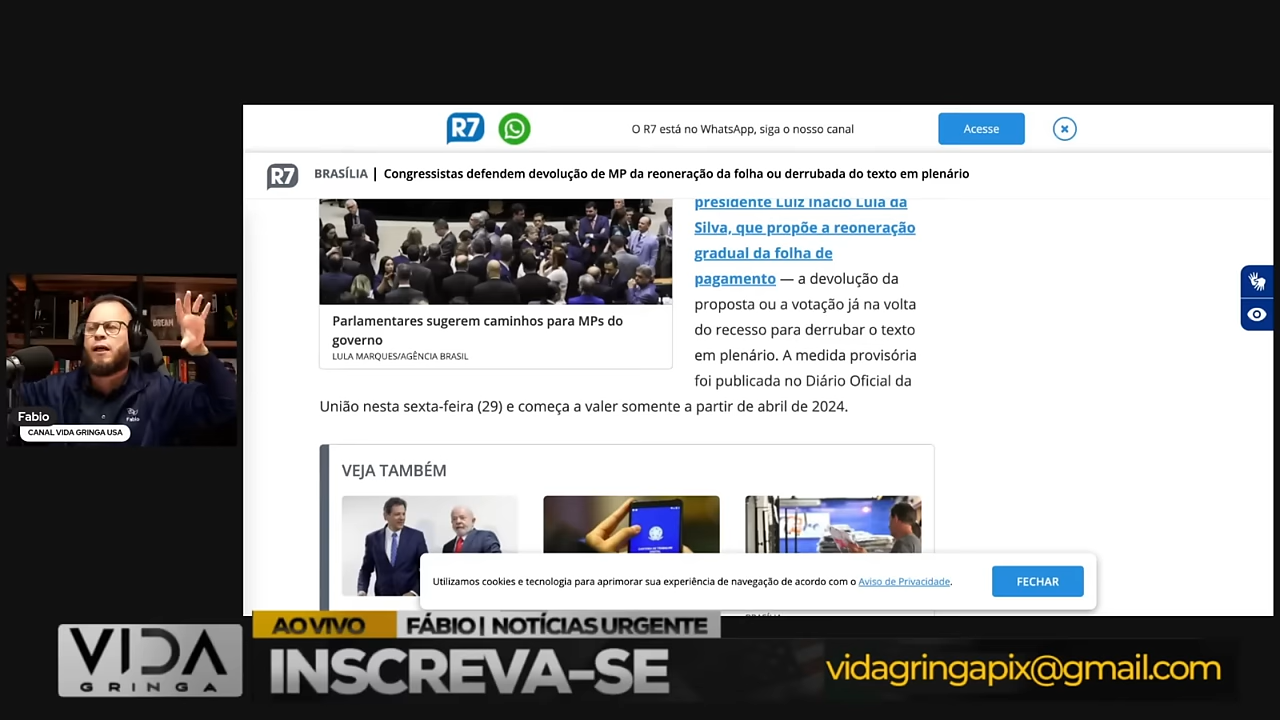 R7
O R7 está no WhatsApp, siga o nosso canal
Acesse
R7
BRASÍLIA | Congressistas defendem devolução de MP da reoneração da folha ou derrubada do texto em plenário
presidente Luiz Inácio Lula da
Silva, que propõe a reoneração
gradual da folha de
pagamento — a devolução da
proposta ou a votação já na volta
do recesso para derrubar o texto
em plenário. A medida provisória
foi publicada no Diário Oficial da
União nesta sexta-feira (29) e começa a valer somente a partir de abril de 2024.
Parlamentares sugerem caminhos para MPs do
governo
LULA MARQUES/AGÊNCIA BRASIL
VEJA TAMBÉM
Utilizamos cookies e tecnologia para aprimorar sua experiência de navegação de acordo com o Aviso de Privacidade.
FECHAR
DREAM
Fabio
Fabio
CANAL VIDA GRINGA USA
AO VIVO
FÁBIO | NOTÍCIAS URGENTE
VIDA
GRINGA
INSCREVA-SE
vidagringapix@gmail.com